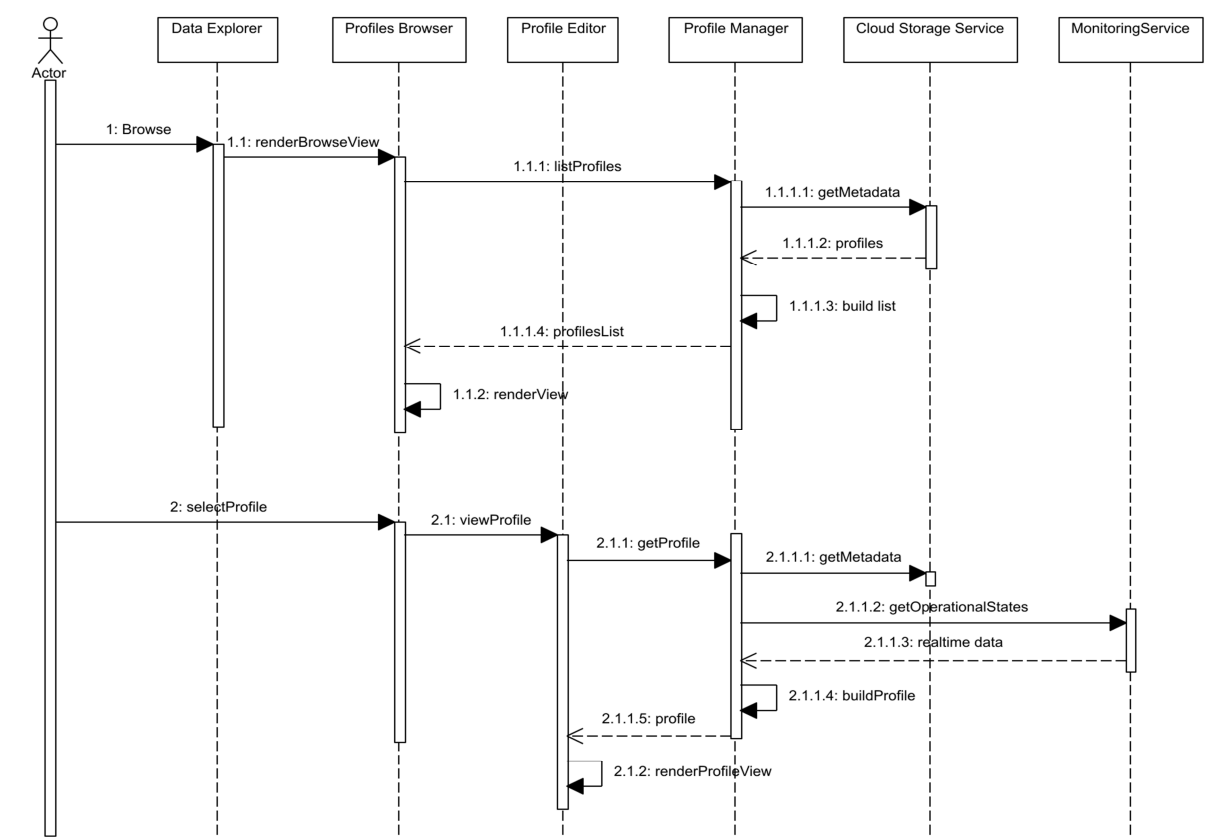 Data Explorer
Profiles Browser
Profile Editor
Profile Manager
Cloud Storage Service
MonitoringService
Actor
1: Browse
1.1: renderBrowseView
1.1.1: listProfiles
1.1.1.1: getMetadata
1.1.1.2: profiles
1.1.1.3: build list
1.1.1.4: profilesList
1.1.2: renderView
2: selectProfile
2.1: viewProfile
2.1.1: getProfile
2.1.1.1: getMetadata
2.1.1.2: getOperationalStates
2.1.1.3: realtime data
2.1.1.4: buildProfile
2.1.1.5: profile
2.1.2: renderProfileView